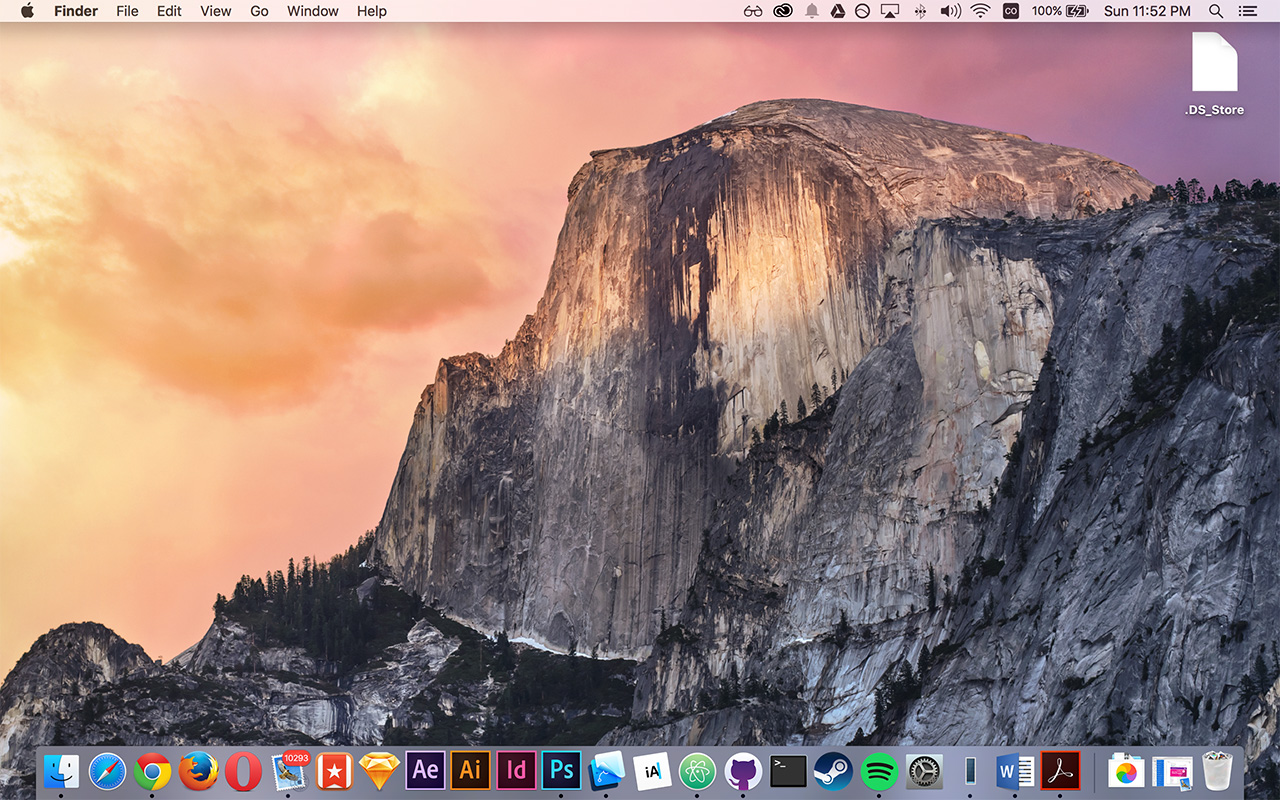 Finder File Edit View Go Window Help CO 100% Sun 11:52 PM
.DS_Store
10293
Ae Ai Id Ps iA >_ W